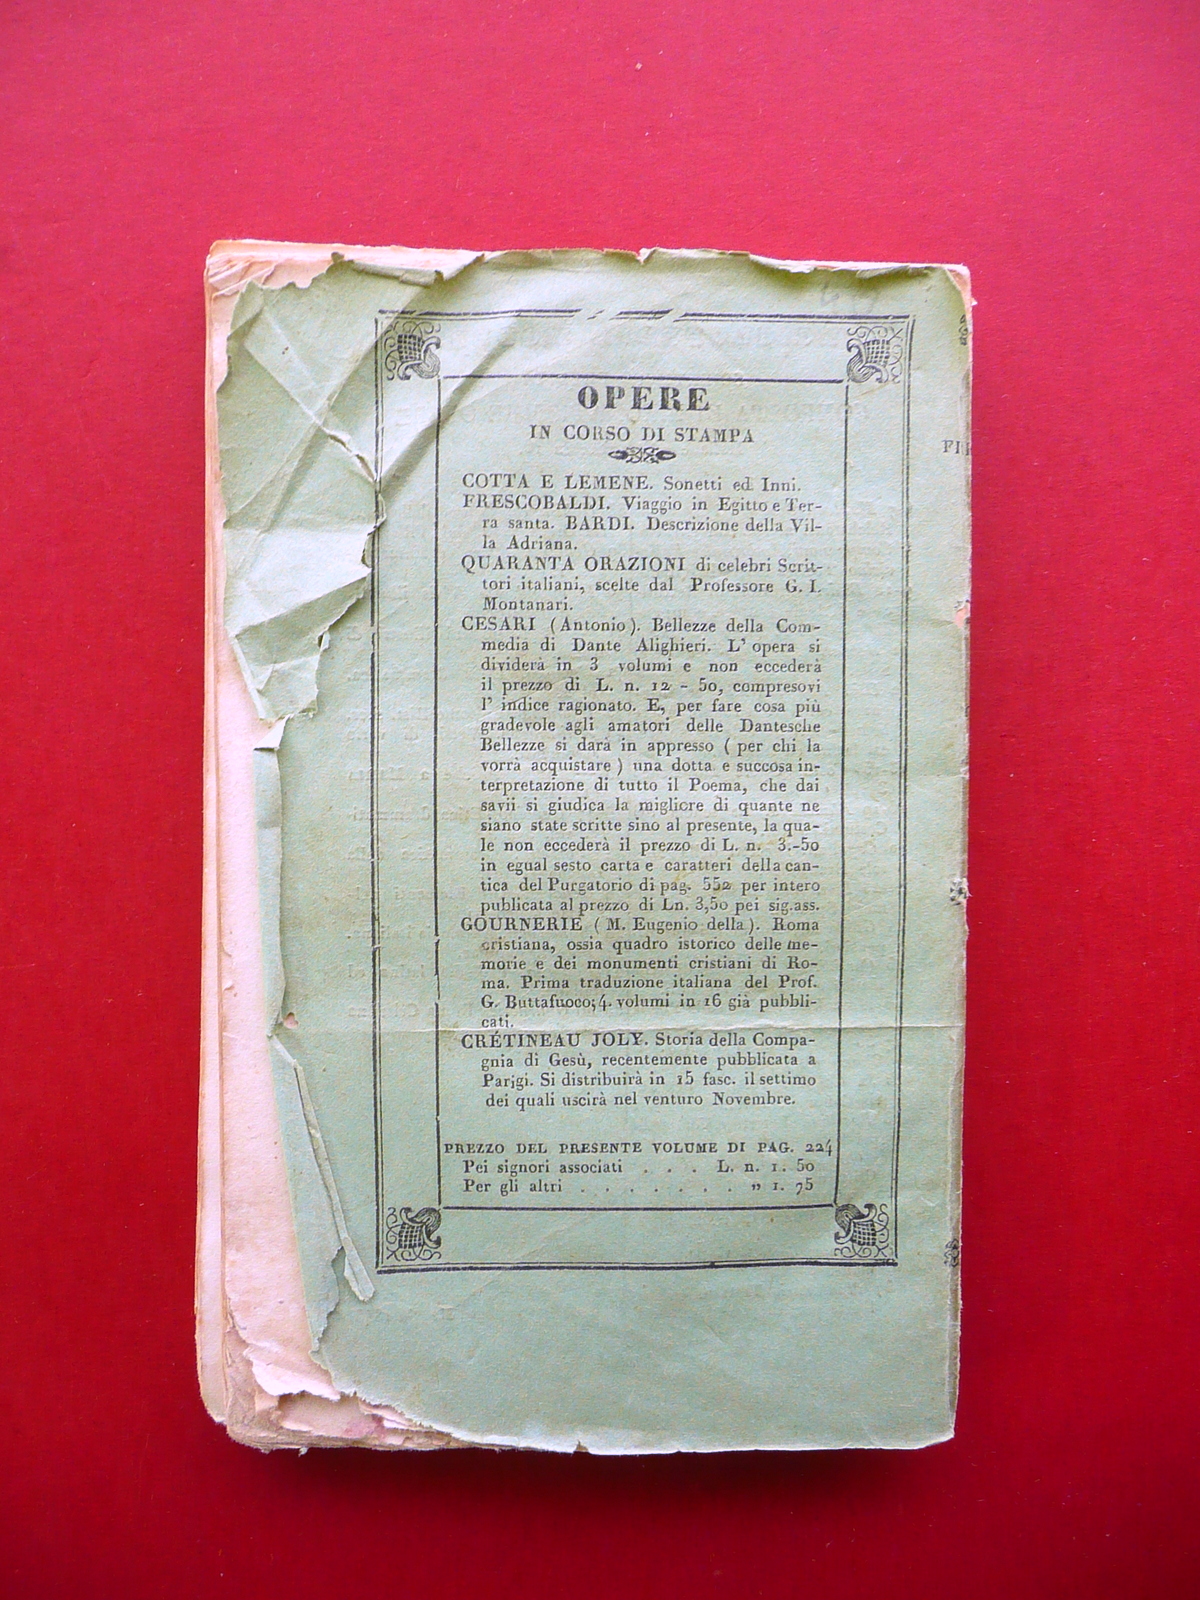 OPERE
IN CORSO DI STAMPA
COTTA E LEMENE. Sonetti ed Inni.
FRESCOBALDI. Viaggio in Egitto e Ter-
ra santa. BARDI. Descrizione della Vil-
la Adriana.
QUARANTA ORAZIONI di celebri Scrit-
tori italiani, scelte dal Professore G. I.
Montanari.
CESARI (Antonio). Bellezze della Com-
media di Dante Alighieri. L' opera si
dividerà in 3 volumi e non eccederà
il prezzo di L. n. 12 - 50, compresovi
l' indice ragionato. E, per fare cosa più
gradevole agli amatori delle Dantesche
Bellezze si darà in appresso ( per chi la
vorrà acquistare ) una dotta e succosa in-
terpretazione di tutto il Poema, che dai
savii si giudica la migliore di quante ne
siano state scritte sino al presente, la qua-
le non eccederà il prezzo di L. n. 3.-50
in egual sesto carta e caratteri della can-
tica del Purgatorio di pag. 552 per intero
publicata al prezzo di Ln. 3,50 pei sig. ass.
GOURNERIE ( M. Eugenio della ). Roma
cristiana, ossia quadro istorico delle me-
morie e dei monumenti cristiani di Ro-
ma. Prima traduzione italiana del Prof.
G. Buttafuoco; 4. volumi in 16 già pubbli-
cati.
CRÉTINEAU JOLY. Storia della Compa-
gnia di Gesù, recentemente pubblicata a
Parigi. Si distribuirà in 15 fasc. il settimo
dei quali uscirà nel venturo Novembre.
PREZZO DEL PRESENTE VOLUME DI PAG. 224
Pei signori associati . . . L. n. 1. 50
Per gli altri . . . . . . . „ 1. 75